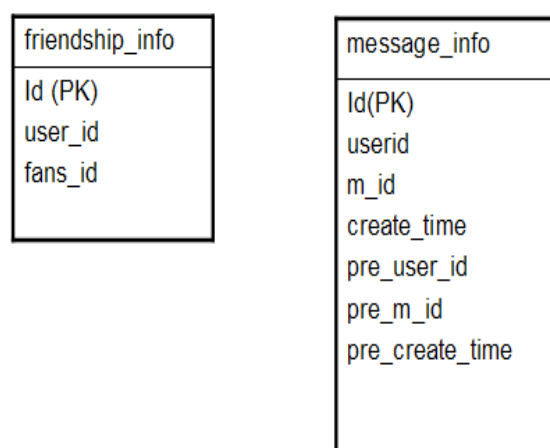 friendship_info
Id (PK)
user_id
fans_id
message_info
Id(PK)
userid
m_id
create_time
pre_user_id
pre_m_id
pre_create_time